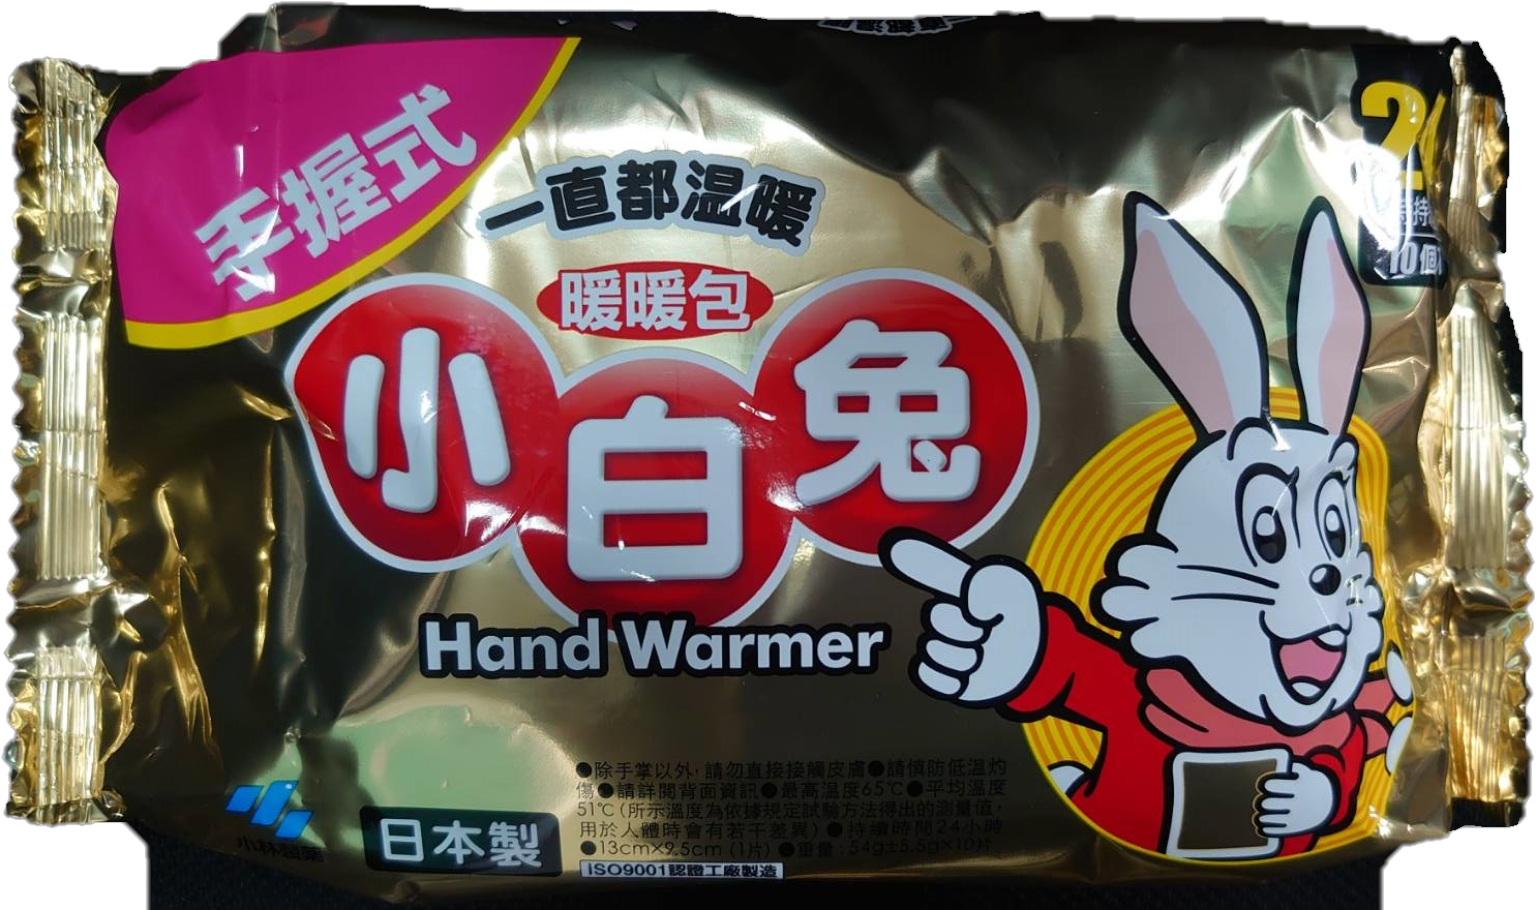 手握式
一直都溫暖
暖暖包
小白兔
Hand Warmer
10個
●除手掌以外,請勿直接接觸皮膚●請慎防低溫灼
傷●請詳閱背面資訊●最高溫度65℃●平均溫度
51℃(所示溫度為依據規定試驗方法得出的測量值,
用於人體時會有若干差異)●持續時間24小時
●13cm×9.5cm (1片) ●重量:54g±5.5g×10片
ISO9001認證工廠製造
小林製藥
日本製